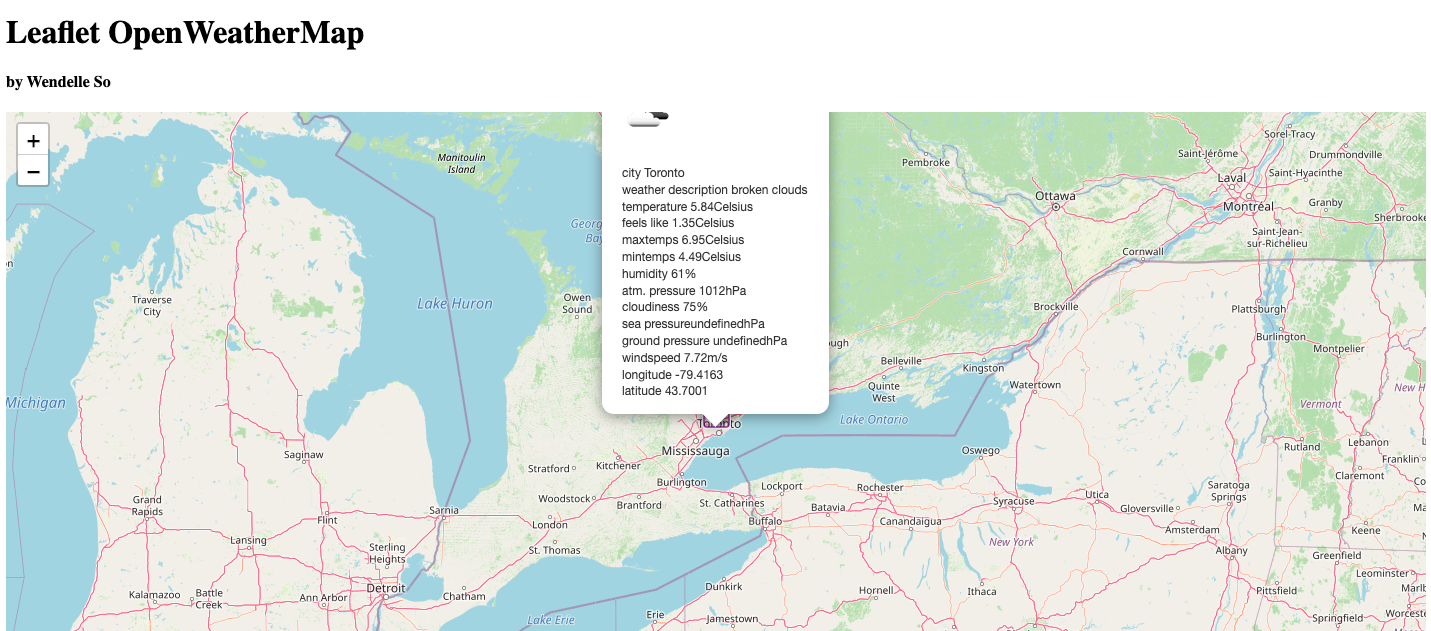 Leaflet OpenWeatherMap
by Wendelle So
+
−
city Toronto
weather description broken clouds
temperature 5.84Celsius
feels like 1.35Celsius
maxtemps 6.95Celsius
mintemps 4.49Celsius
humidity 61%
atm. pressure 1012hPa
cloudiness 75%
sea pressureundefinedhPa
ground pressure undefinedhPa
windspeed 7.72m/s
longitude -79.4163
latitude 43.7001
Manitoulin
Island
Pembroke
Sorel-Tracy
Saint-Jérôme
Drummondville
Laval
Saint-Hyacinthe
Ottawa
Montréal
Granby
Sherbrooke
Saint-Jean-
sur-Richelieu
Cornwall
Georg
Bay
Lake Huron
Owen
Sound
Traverse
City
Brockville
Plattsburgh
Burlington
Montpelier
ough
Belleville
Kingston
Quinte
West
Watertown
New H
Michigan
Vermont
Lake Ontario
Toronto
Mississauga
Oswego
Rutland
Lebanon
Franklin
Saginaw
Stratford
Kitchener
Burlington
Lockport
Rochester
Claremont
Grand
Rapids
Woodstock
Brantford
St. Catharines
Batavia
Syracuse
Utica
Saratoga
Springs
Gloversville
Sarnia
Flint
London
Buffalo
Canandaigua
Amsterdam
Keene
Lansing
Sterling
Heights
St. Thomas
New York
Albany
Greenfield
Leominster
Kalamazoo
Battle
Creek
Ann Arbor
Detroit
Chatham
Dunkirk
Hornell
Ithaca
Pittsfield
Lake Erie
Erie
Jamestown
Springfield
Worceste